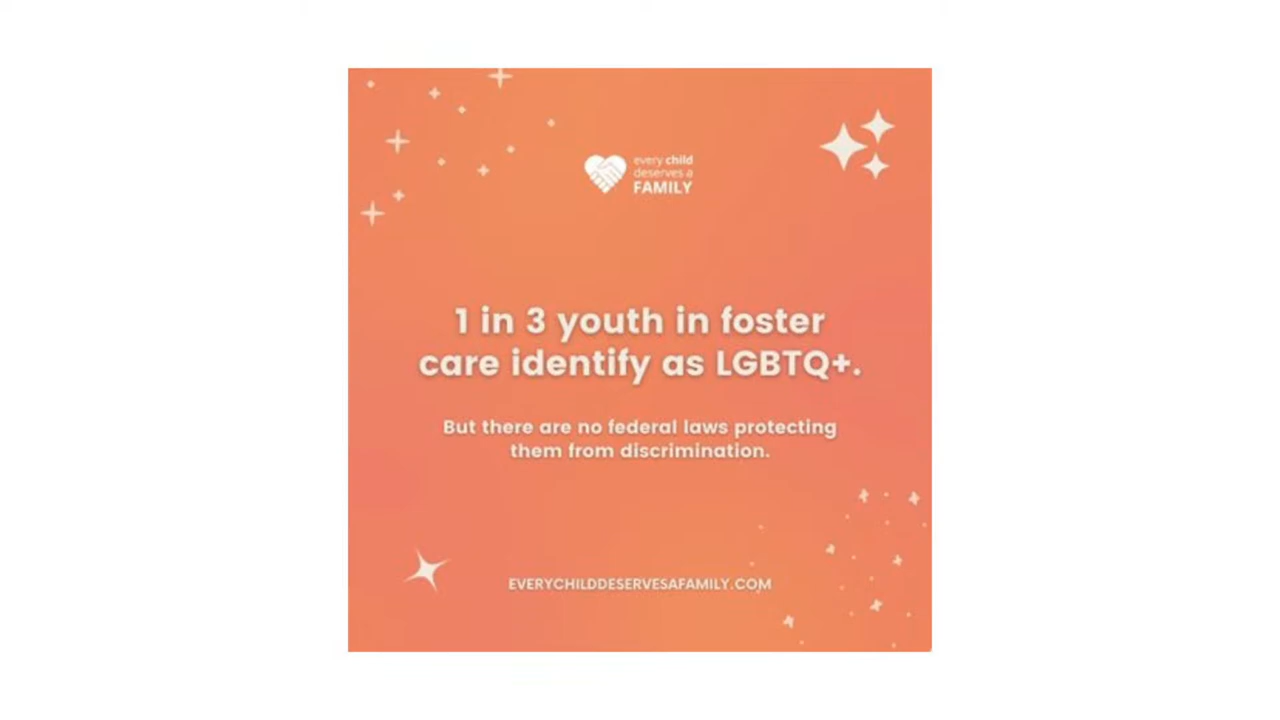 every child
deserves a
FAMILY
1 in 3 youth in foster
care identify as LGBTQ+.
But there are no federal laws protecting
them from discrimination.
EVERYCHILDDESERVESAFAMILY.COM